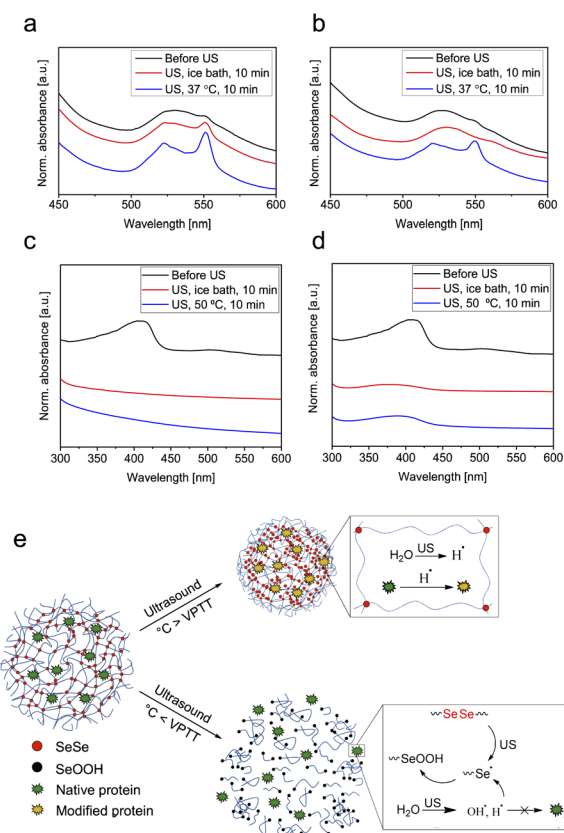 a
Before US
US, ice bath, 10 min
US, 37 °C, 10 min
Norm. absorbance [a.u.]
450 500 550 600
Wavelength [nm]
b
Before US
US, ice bath, 10 min
US, 37 °C, 10 min
Norm. absorbance [a.u.]
450 500 550 600
Wavelength [nm]
c
Before US
US, ice bath, 10 min
US, 50 ºC, 10 min
Norm. abosrbance [a.u.]
300 350 400 450 500 550 600
Wavelength [nm]
d
Before US
US, ice bath, 10 min
US, 50 ºC, 10 min
Norm. absorbance [a.u.]
300 350 400 450 500 550 600
Wavelength [nm]
e
Ultrasound
°C > VPTT
H2O US H•
H•
Ultrasound
°C < VPTT
SeSe
SeOOH
Native protein
Modified protein
SeSe
US
SeOOH
Se•
H2O US OH•, H•